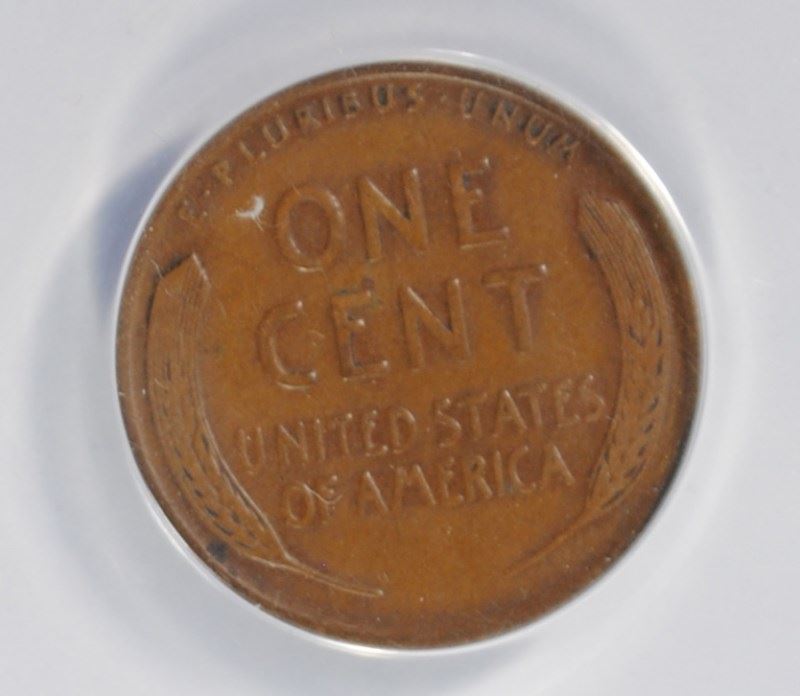 E·PLURIBUS·UNUM
ONE
CENT
UNITED·STATES
OF AMERICA